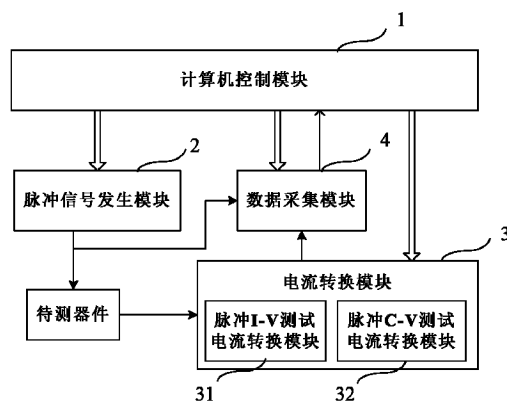 1
计算机控制模块
2
4
脉冲信号发生模块
数据采集模块
3
电流转换模块
待测器件
脉冲I-V测试
电流转换模块
脉冲C-V测试
电流转换模块
31
32